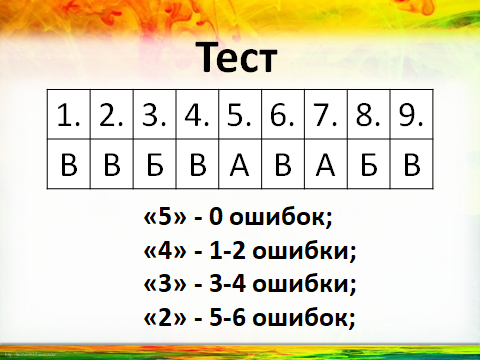 Тест
1. 2. 3. 4. 5. 6. 7. 8. 9.
В В Б В А В А Б В
«5» - 0 ошибок;
«4» - 1-2 ошибки;
«3» - 3-4 ошибки;
«2» - 5-6 ошибок;